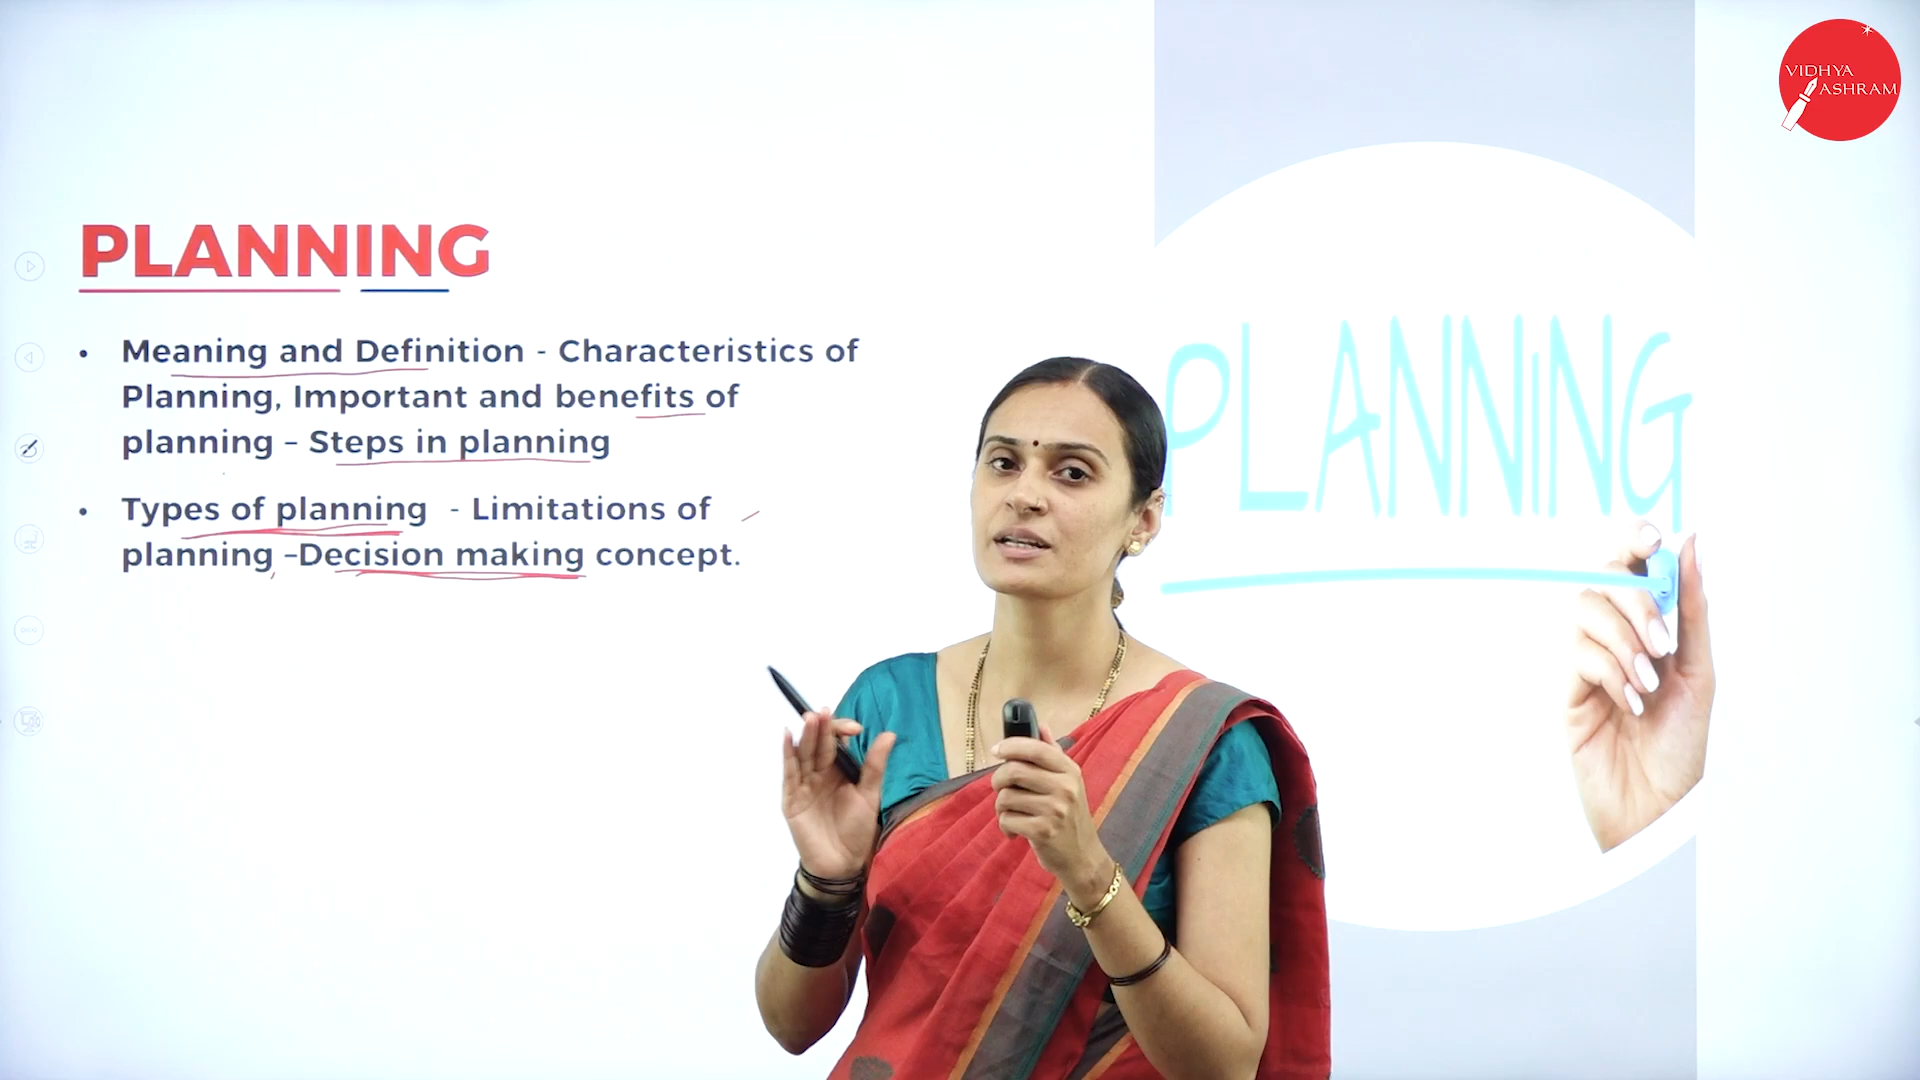 VIDHYA
ASHRAM
PLANNING
• Meaning and Definition - Characteristics of
Planning, Important and benefits of
planning – Steps in planning
• Types of planning - Limitations of
planning –Decision making concept.
PLANNING